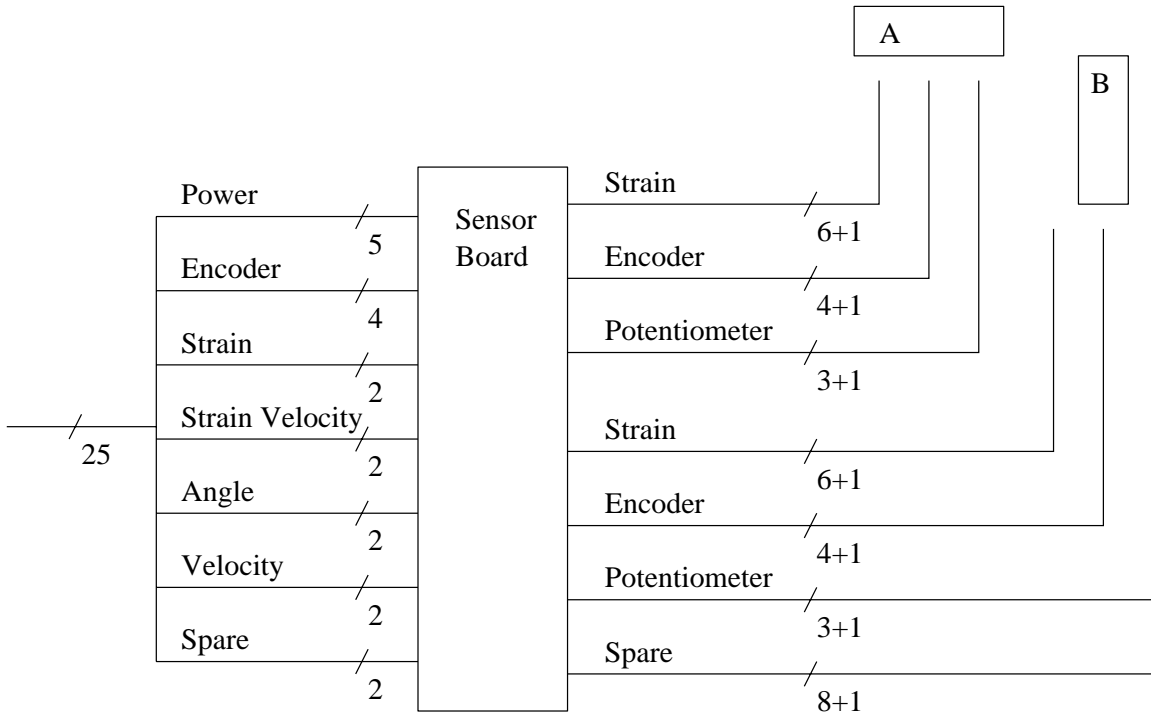 A
B
Power
5
Encoder
4
Strain
2
Strain Velocity
2
25
Angle
2
Velocity
2
Spare
2
Sensor
Board
Strain
6+1
Encoder
4+1
Potentiometer
3+1
Strain
6+1
Encoder
4+1
Potentiometer
3+1
Spare
8+1